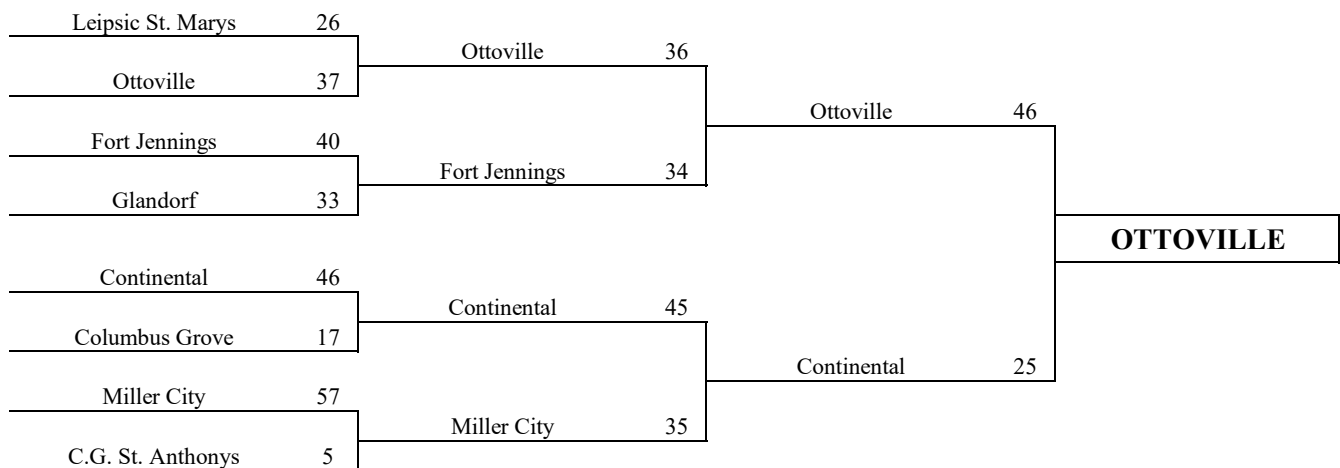 Leipsic St. Marys 26
Ottoville 36
Ottoville 37
Ottoville 46
Fort Jennings 40
Fort Jennings 34
Glandorf 33
OTTOVILLE
Continental 46
Continental 45
Columbus Grove 17
Continental 25
Miller City 57
Miller City 35
C.G. St. Anthonys 5